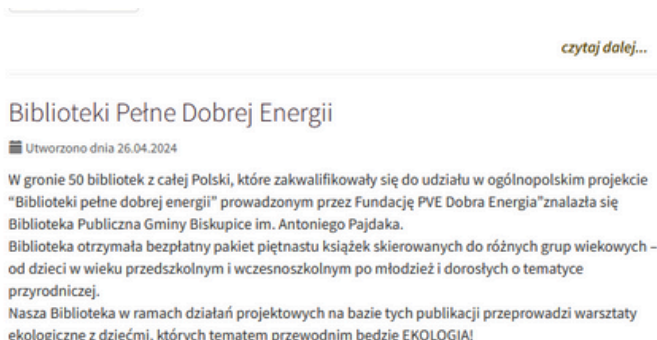 czytaj dalej...
Biblioteki Pełne Dobrej Energii
Utworzono dnia 26.04.2024
W gronie 50 bibliotek z całej Polski, które zakwalifikowały się do udziału w ogólnopolskim projekcie
“Biblioteki pełne dobrej energii” prowadzonym przez Fundację PVE Dobra Energia”znalazła się
Biblioteka Publiczna Gminy Biskupice im. Antoniego Pajdaka.
Biblioteka otrzymała bezpłatny pakiet piętnastu książek skierowanych do różnych grup wiekowych –
od dzieci w wieku przedszkolnym i wczesnoszkolnym po młodzież i dorosłych o tematyce
przyrodniczej.
Nasza Biblioteka w ramach działań projektowych na bazie tych publikacji przeprowadzi warsztaty
ekologiczne z dziećmi, których tematem przewodnim będzie EKOLOGIA!